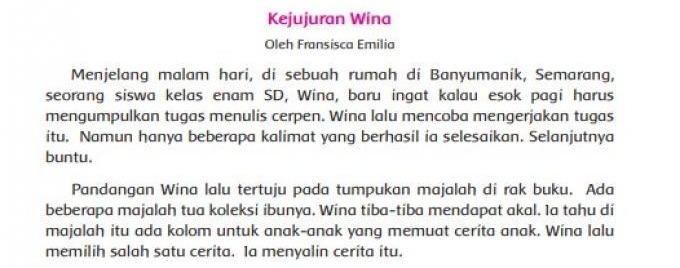 Kejujuran Wina
Oleh Fransisca Emilia
Menjelang malam hari, di sebuah rumah di Banyumanik, Semarang,
seorang siswa kelas enam SD, Wina, baru ingat kalau esok pagi harus
mengumpulkan tugas menulis cerpen. Wina lalu mencoba mengerjakan tugas
itu. Namun hanya beberapa kalimat yang berhasil ia selesaikan. Selanjutnya
buntu.
Pandangan Wina lalu tertuju pada tumpukan majalah di rak buku. Ada
beberapa majalah tua koleksi ibunya. Wina tiba-tiba mendapat akal. Ia tahu di
majalah itu ada kolom untuk anak-anak yang memuat cerita anak. Wina lalu
memilih salah satu cerita. Ia menyalin cerita itu.